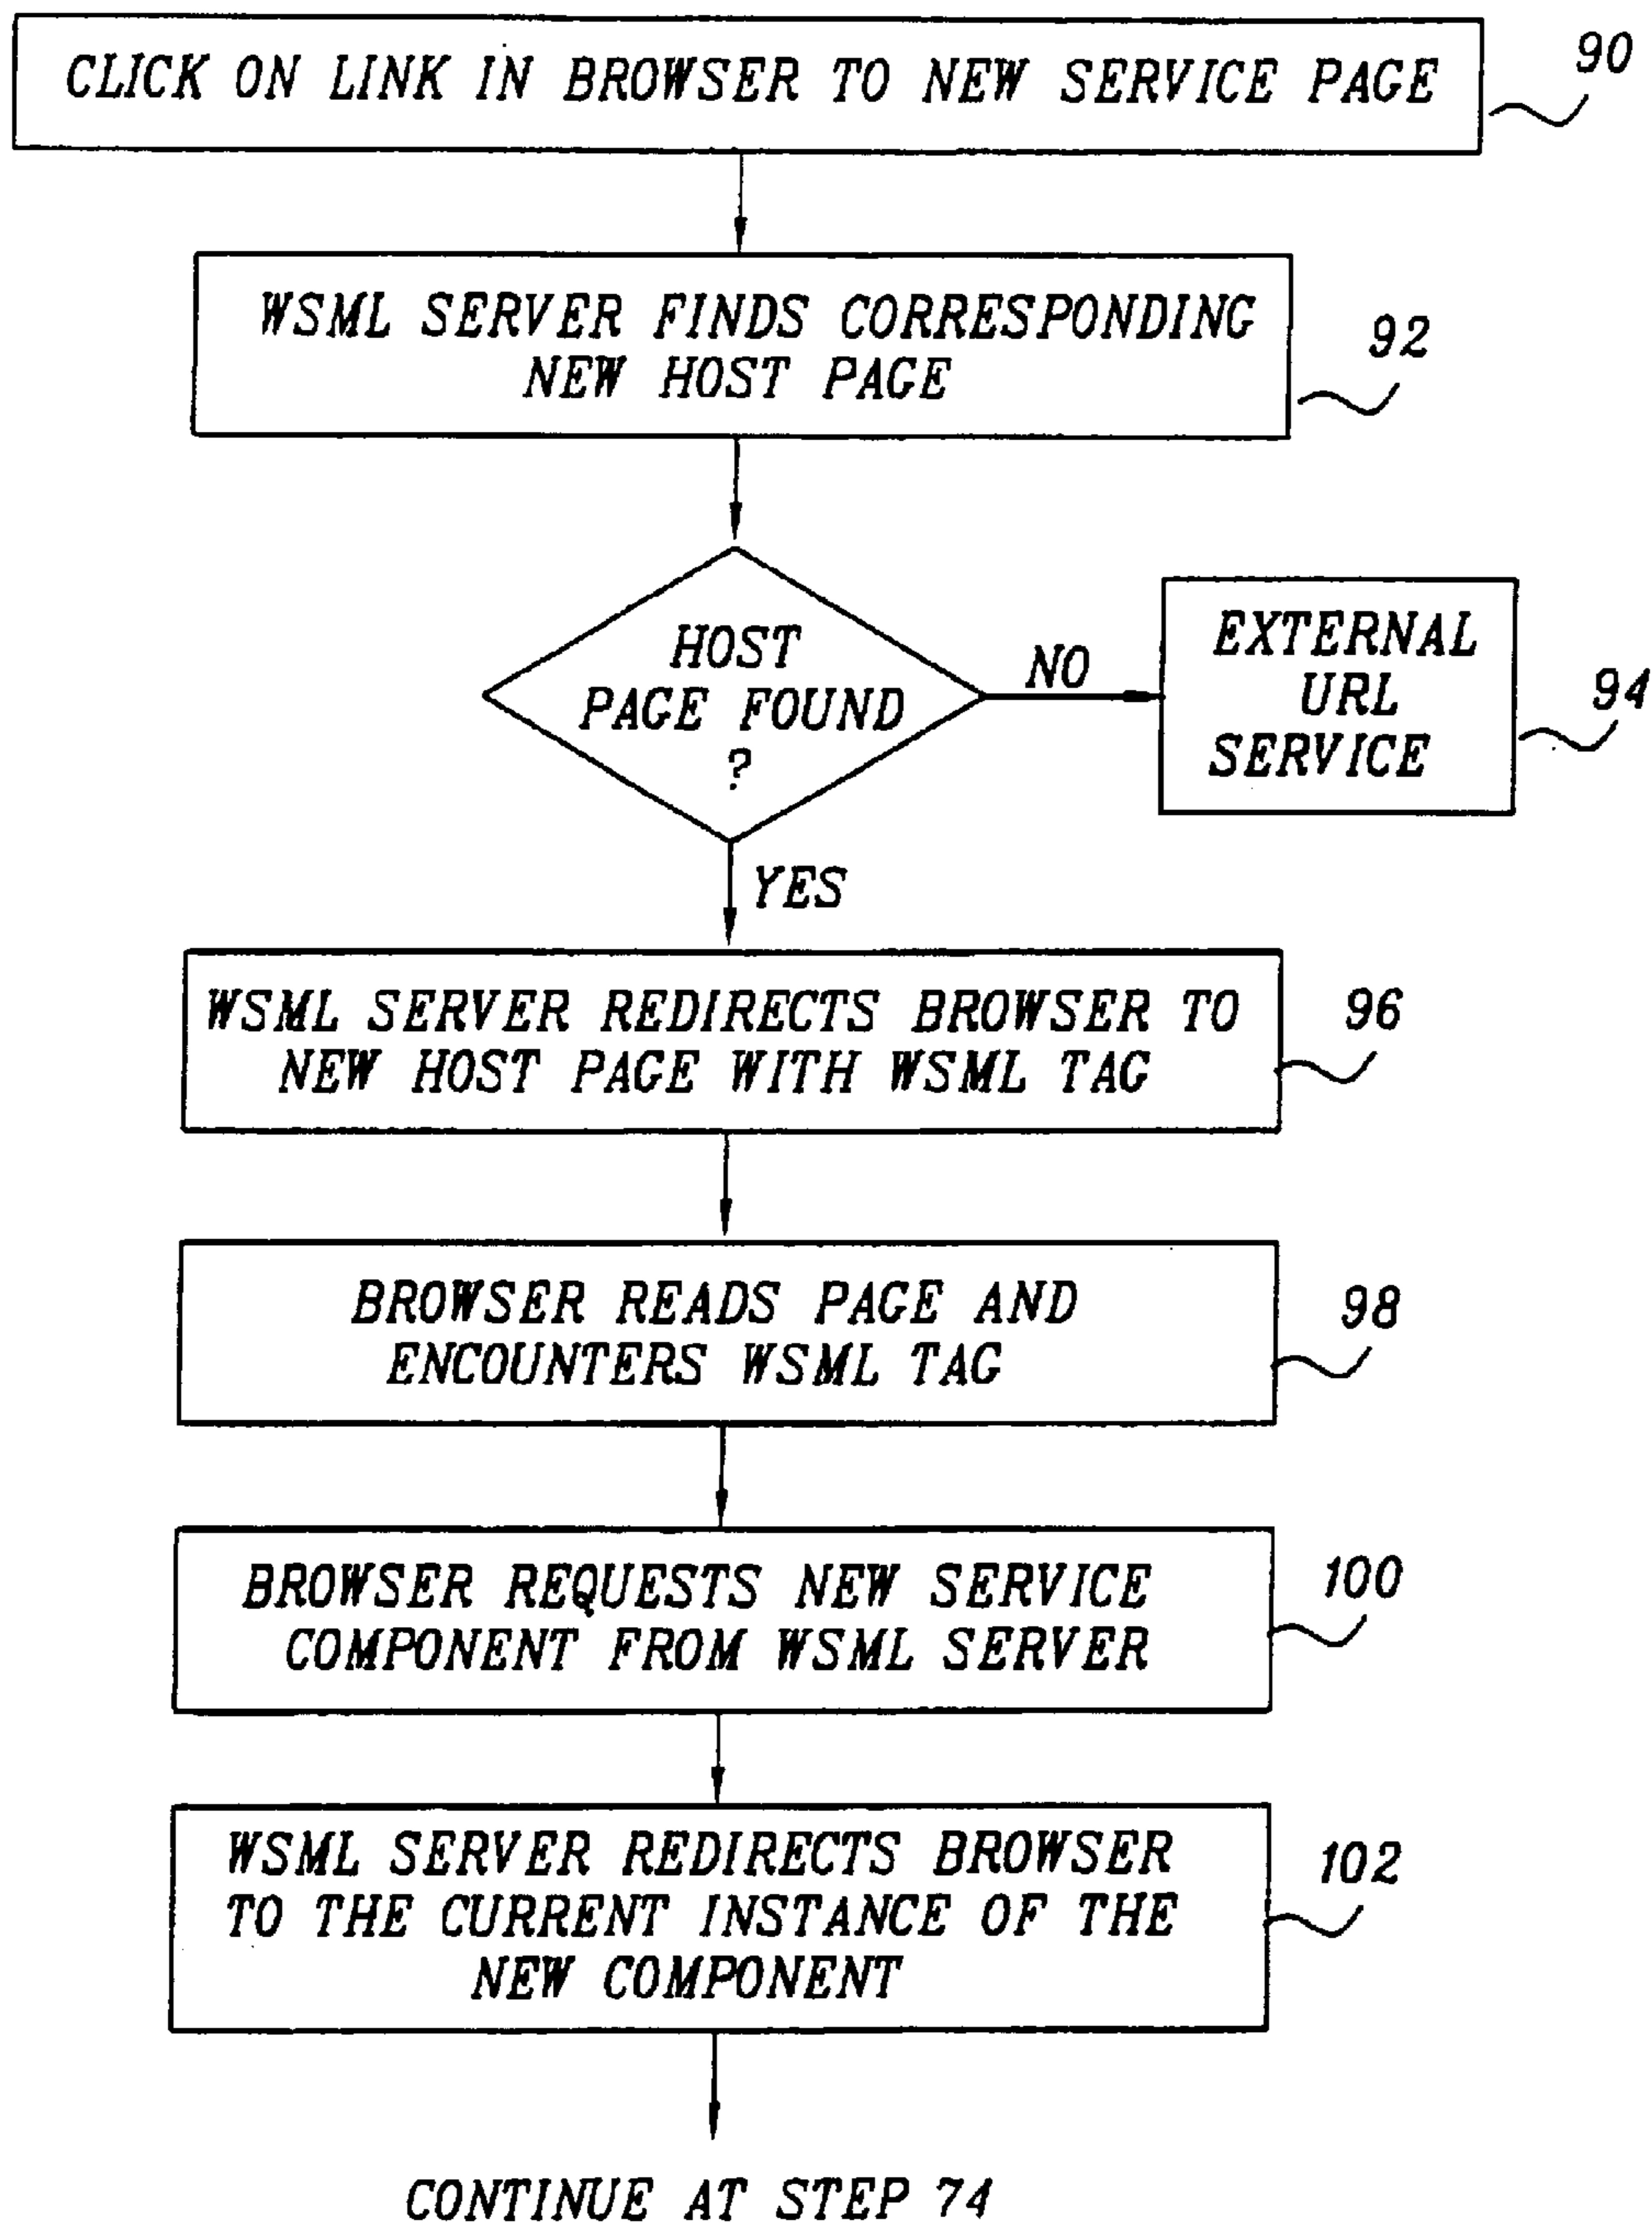 CLICK ON LINK IN BROWSER TO NEW SERVICE PAGE
90
WSML SERVER FINDS CORRESPONDING
NEW HOST PAGE
92
HOST
PAGE FOUND
?
NO
EXTERNAL
URL
SERVICE
94
YES
WSML SERVER REDIRECTS BROWSER TO
NEW HOST PAGE WITH WSML TAG
96
BROWSER READS PAGE AND
ENCOUNTERS WSML TAG
98
BROWSER REQUESTS NEW SERVICE
COMPONENT FROM WSML SERVER
100
WSML SERVER REDIRECTS BROWSER
TO THE CURRENT INSTANCE OF THE
NEW COMPONENT
102
CONTINUE AT STEP 74